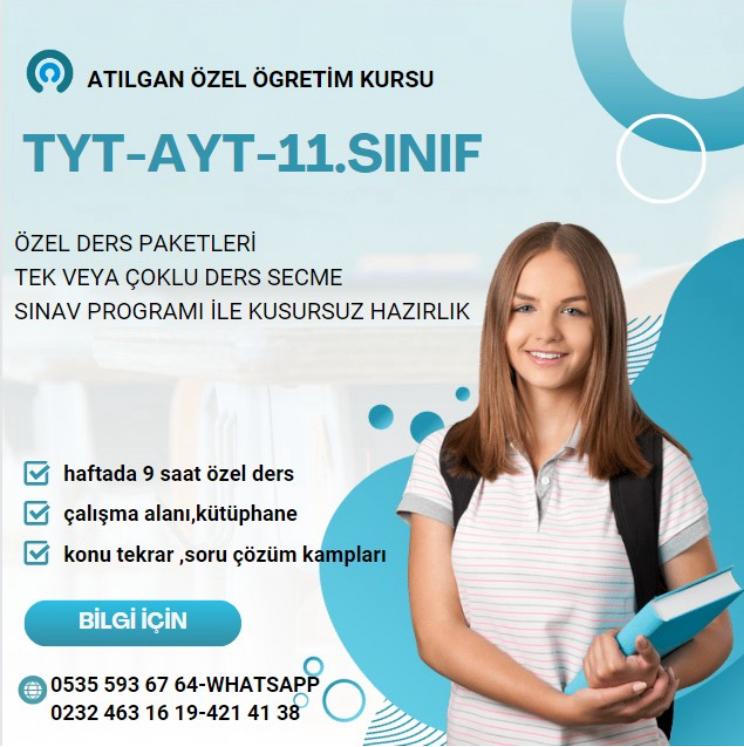 ATILGAN ÖZEL ÖGRETİM KURSU
TYT-AYT-11.SINIF
ÖZEL DERS PAKETLERİ
TEK VEYA ÇOKLU DERS SECME
SINAV PROGRAMI İLE KUSURSUZ HAZIRLIK
haftada 9 saat özel ders
çalışma alanı,kütüphane
konu tekrar ,soru çözüm kampları
BİLGİ İÇİN
0535 593 67 64-WHATSAPP
0232 463 16 19-421 41 38